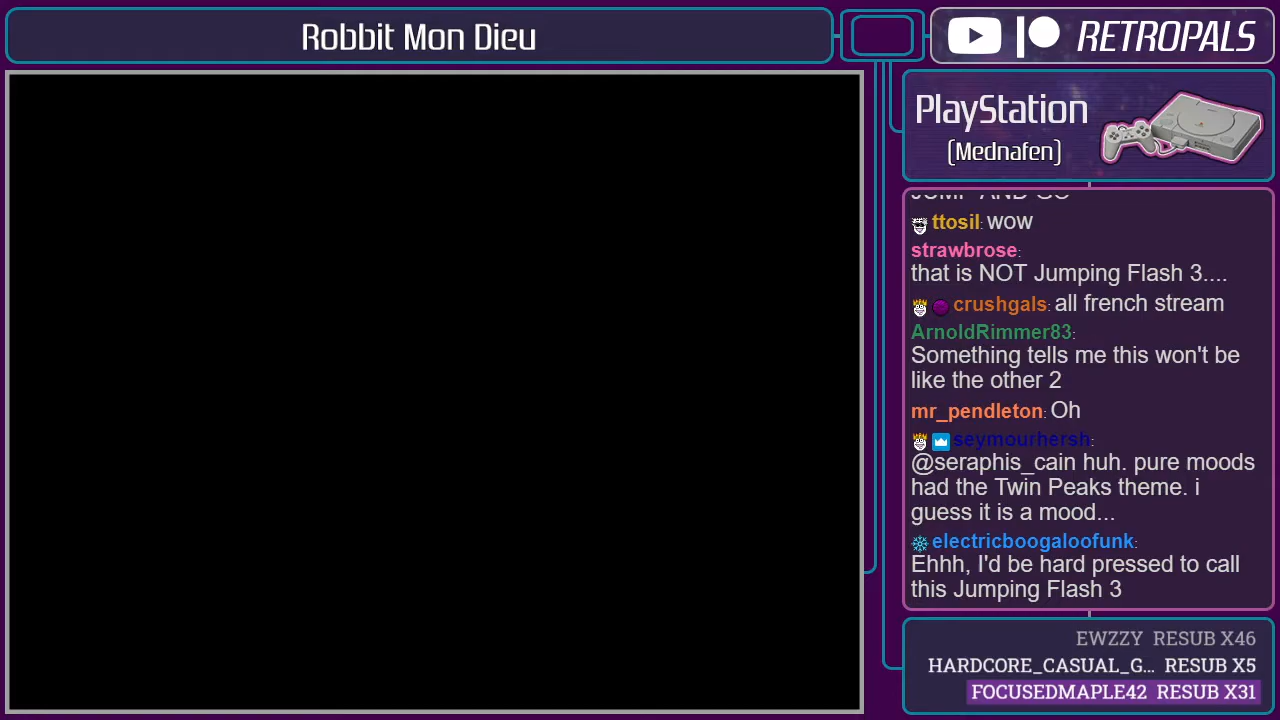 Robbit Mon Dieu
RETROPALS
PlayStation
(Mednafen)
JUMP AND GO
ttosil: wow
strawbrose:
that is NOT Jumping Flash 3....
crushgals: all french stream
ArnoldRimmer83:
Something tells me this won't be
like the other 2
mr_pendleton: Oh
seymourhersh:
@seraphis_cain huh. pure moods
had the Twin Peaks theme. i
guess it is a mood...
electricboogaloofunk:
Ehhh, I'd be hard pressed to call
this Jumping Flash 3
EWZZY RESUB X46
HARDCORE_CASUAL_G... RESUB X5
FOCUSEDMAPLE42 RESUB X31